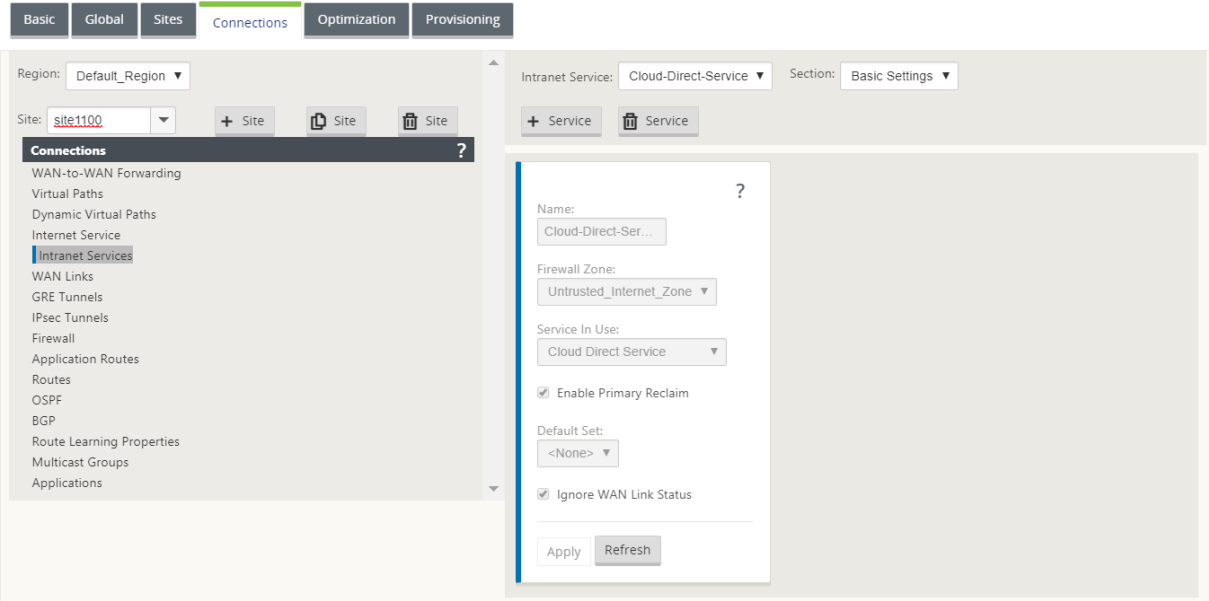 Basic Global Sites Connections Optimization Provisioning
Region: Default_Region ▼
Site: site1100 + Site Site Site
Connections ?
WAN-to-WAN Forwarding
Virtual Paths
Dynamic Virtual Paths
Internet Service
Intranet Services
WAN Links
GRE Tunnels
IPsec Tunnels
Firewall
Application Routes
Routes
OSPF
BGP
Route Learning Properties
Multicast Groups
Applications
Intranet Service: Cloud-Direct-Service ▼ Section: Basic Settings ▼
+ Service Service
?
Name:
Cloud-Direct-Ser...
Firewall Zone:
Untrusted_Internet_Zone ▼
Service In Use:
Cloud Direct Service ▼
Enable Primary Reclaim
Default Set:
<None> ▼
Ignore WAN Link Status
Apply Refresh